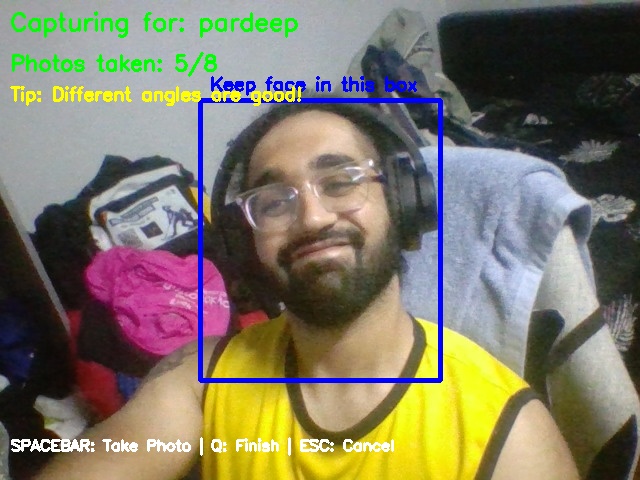 Capturing for: pardeep
Photos taken: 5/8
Keep face in this box
Tip: Different angles are good!
SPACEBAR: Take Photo | Q: Finish | ESC: Cancel